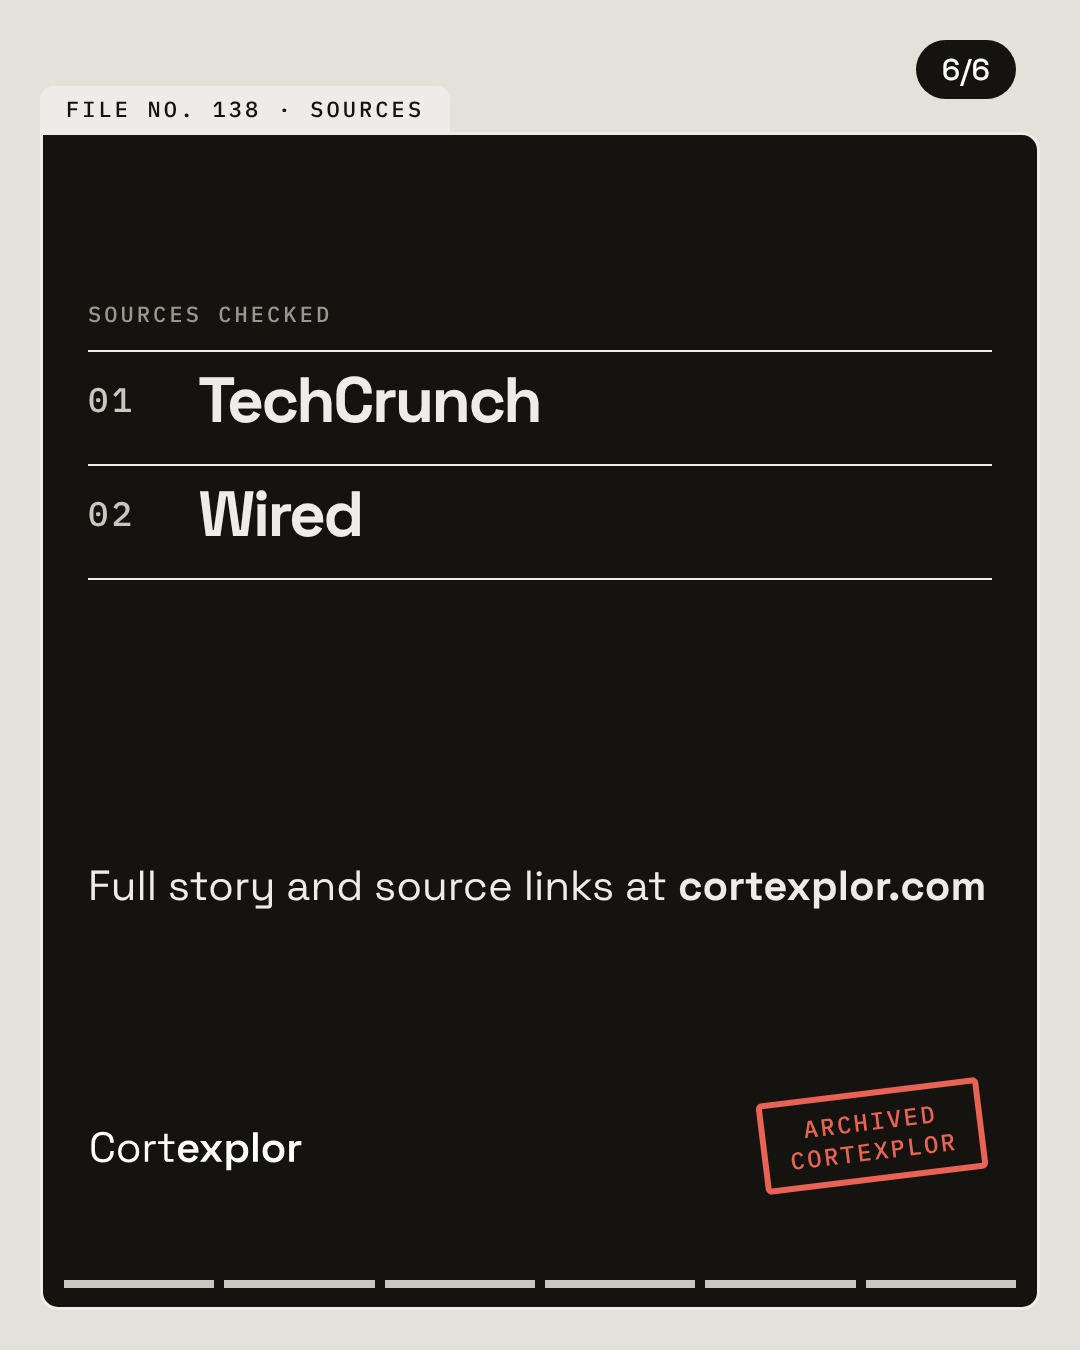 6/6
FILE NO. 138 · SOURCES
SOURCES CHECKED
01 TechCrunch
02 Wired
Full story and source links at cortexplor.com
Cortexplor
ARCHIVED
CORTEXPLOR